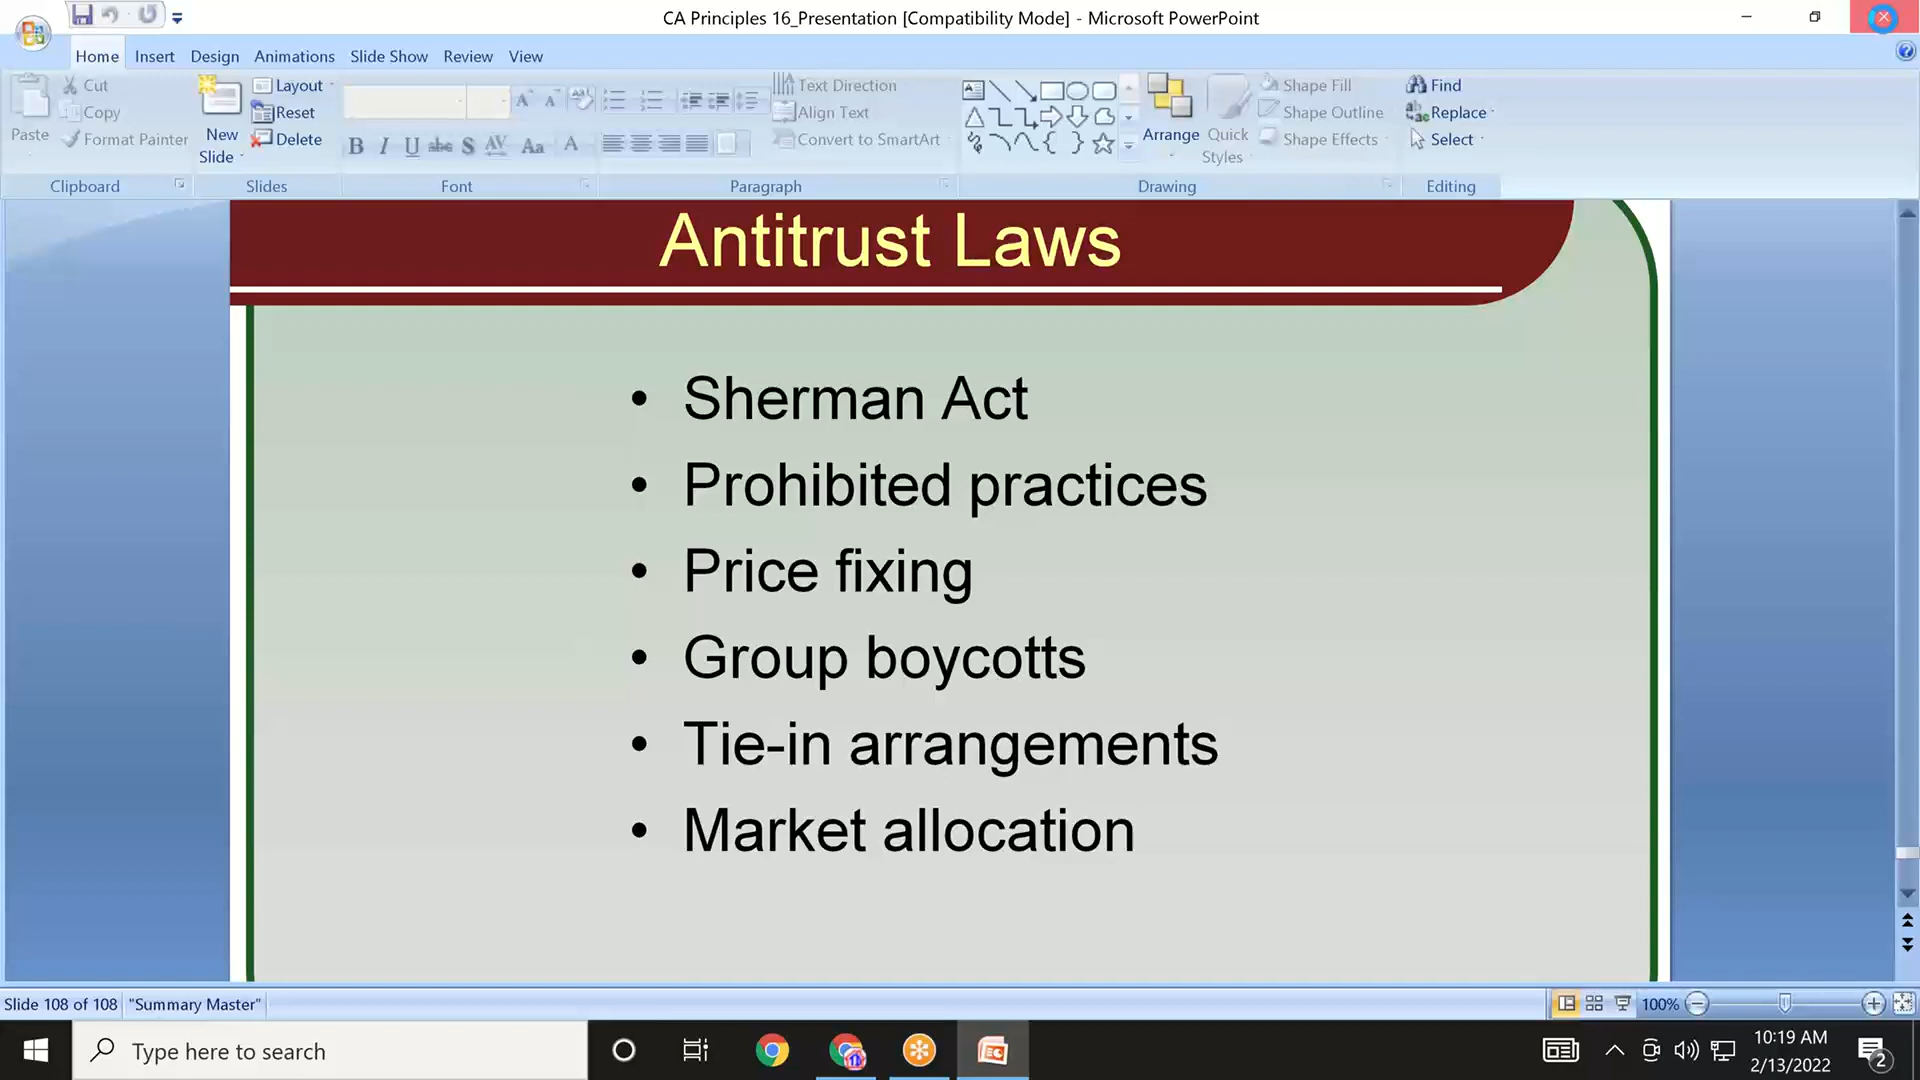 CA Principles 16_Presentation [Compatibility Mode] - Microsoft PowerPoint
Home Insert Design Animations Slide Show Review View
Paste
Cut
Copy
Format Painter
Clipboard
New
Slide
Layout
Reset
Delete
Slides
B I U abc S AV Aa A
Font
Text Direction
Align Text
Convert to SmartArt
Paragraph
Arrange
Quick
Styles
Shape Fill
Shape Outline
Shape Effects
Drawing
Find
Replace
Select
Editing
Antitrust Laws
• Sherman Act
• Prohibited practices
• Price fixing
• Group boycotts
• Tie-in arrangements
• Market allocation
Slide 108 of 108 "Summary Master" 100%
Type here to search
10:19 AM
2/13/2022
2